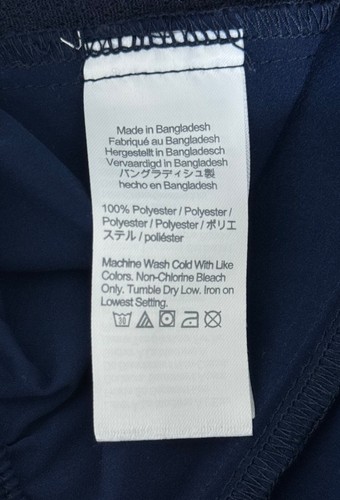 Made in Bangladesh
Fabriqué au Bangladesh
Hergestellt in Bangladesch
Vervaardigd in Bangladesh
バングラディシュ製
hecho en Bangladesh
100% Polyester / Polyester /
Polyester / Polyester / ポリエ
ステル / poliéster
Machine Wash Cold With Like
Colors. Non-Chlorine Bleach
Only. Tumble Dry Low. Iron on
Lowest Setting.
30